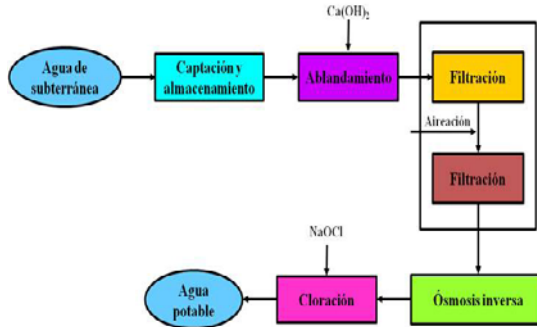 Ca(OH)₂
Agua de
subterránea
Captación y
almacenamiento
Ablandamiento
Filtración
Aireación
Filtración
NaOCl
Agua
potable
Cloración
Ósmosis inversa